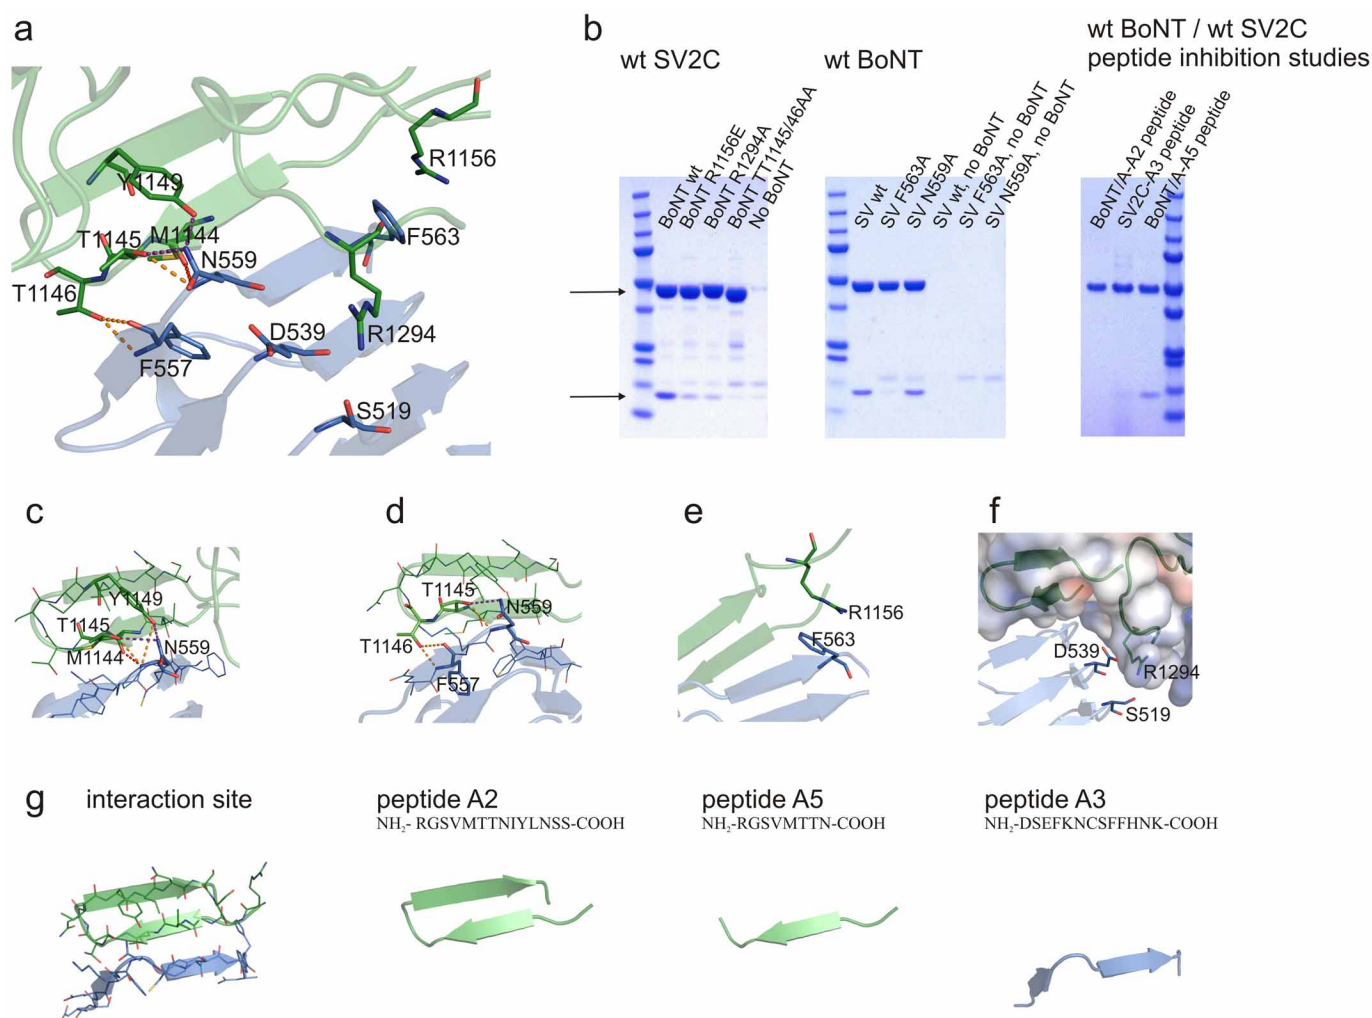 a
Y1149
M1144
T1145
N559
T1146
F557
D539
F563
R1156
R1294
S519
b
wt SV2C
BoNT wt
BoNT R1156E
BoNT R1294A
BoNT TT1145/46AA
No BoNT
wt BoNT
SV wt
SV F563A
SV N559A
SV wt, no BoNT
SV F563A, no BoNT
SV N559A, no BoNT
wt BoNT / wt SV2C
peptide inhibition studies
BoNT/A-A2 peptide
SV2C-A3 peptide
BoNT/A-A5 peptide
c
Y1149
T1145
M1144
N559
d
T1145
N559
T1146
F557
e
R1156
F563
f
D539
R1294
S519
g
interaction site
peptide A2
NH2- RGSVMTTNIYLNSS-COOH
peptide A5
NH2-RGSVMTTN-COOH
peptide A3
NH2-DSEFKNCSFFHNK-COOH